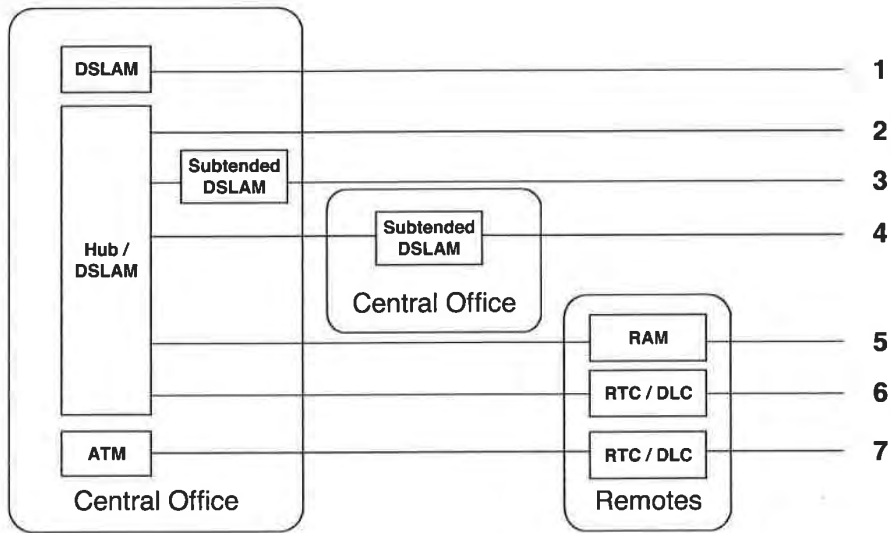 DSLAM
1
2
Subtended
DSLAM
3
Subtended
DSLAM
4
Hub /
DSLAM
Central Office
RAM
5
RTC / DLC
6
ATM
RTC / DLC
7
Central Office
Remotes